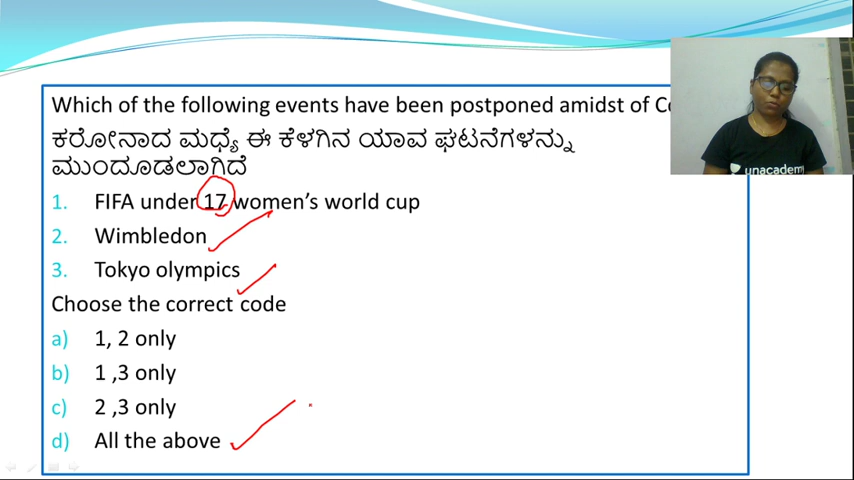 Which of the following events have been postponed amidst of
ಕರೋನಾದ ಮಧ್ಯೆ ಈ ಕೆಳಗಿನ ಯಾವ ಘಟನೆಗಳನ್ನು
ಮುಂದೂಡಲಾಗಿದೆ
1. FIFA under 17 women's world cup
2. Wimbledon
3. Tokyo olympics
Choose the correct code
a) 1, 2 only
b) 1 ,3 only
c) 2 ,3 only
d) All the above
unacademy